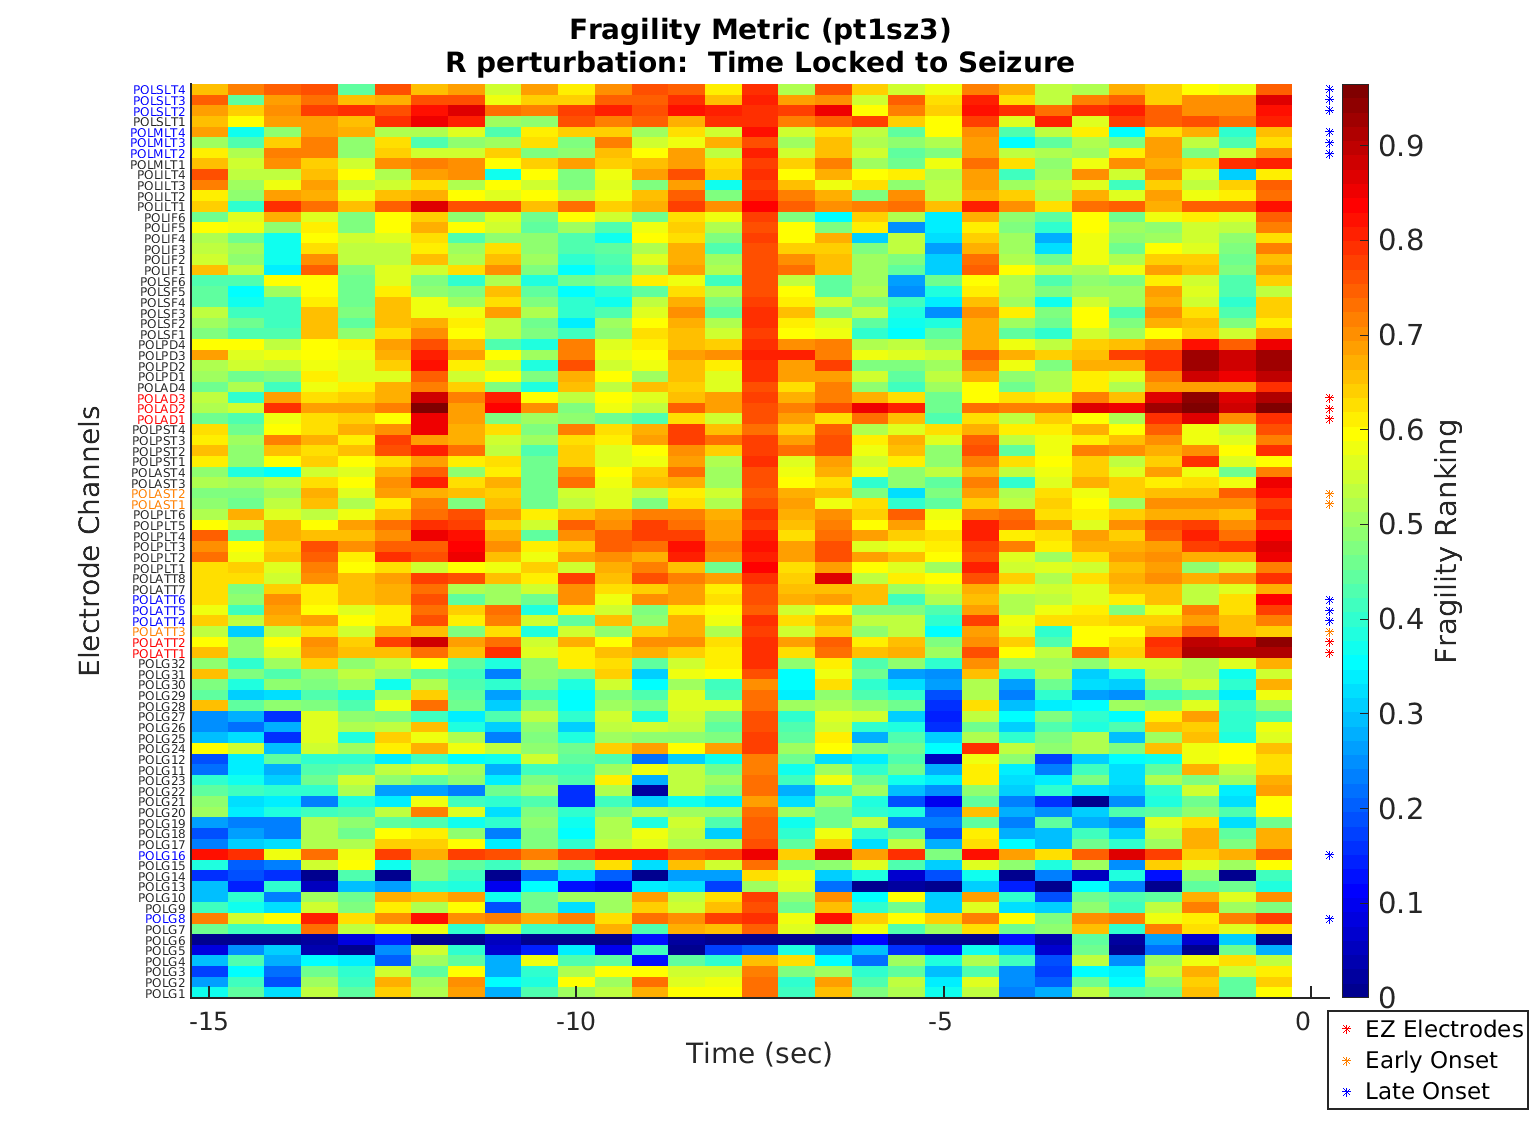 Fragility Metric (pt1sz3)
R perturbation:  Time Locked to Seizure
Electrode Channels
POLSLT4
POLSLT3
POLSLT2
POLSLT1
POLMLT4
POLMLT3
POLMLT2
POLMLT1
POLILT4
POLILT3
POLILT2
POLILT1
POLIF6
POLIF5
POLIF4
POLIF3
POLIF2
POLIF1
POLSF6
POLSF5
POLSF4
POLSF3
POLSF2
POLSF1
POLPD4
POLPD3
POLPD2
POLPD1
POLAD4
POLAD3
POLAD2
POLAD1
POLPST4
POLPST3
POLPST2
POLPST1
POLAST4
POLAST3
POLAST2
POLAST1
POLPLT6
POLPLT5
POLPLT4
POLPLT3
POLPLT2
POLPLT1
POLATT8
POLATT7
POLATT6
POLATT5
POLATT4
POLATT3
POLATT2
POLATT1
POLG32
POLG31
POLG30
POLG29
POLG28
POLG27
POLG26
POLG25
POLG24
POLG12
POLG11
POLG23
POLG22
POLG21
POLG20
POLG19
POLG18
POLG17
POLG16
POLG15
POLG14
POLG13
POLG10
POLG9
POLG8
POLG7
POLG6
POLG5
POLG4
POLG3
POLG2
POLG1
-15
-10
-5
0
Time (sec)
0.9
0.8
0.7
0.6
0.5
0.4
0.3
0.2
0.1
0
Fragility Ranking
EZ Electrodes
Early Onset
Late Onset